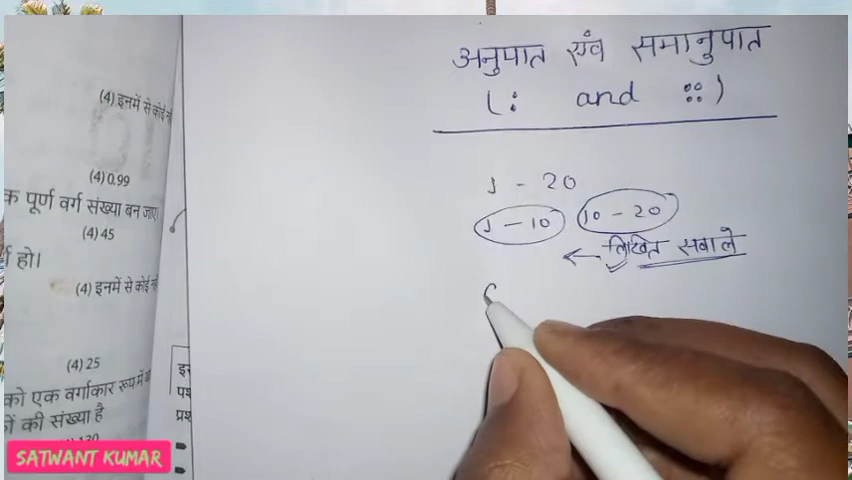 (4) इनमें से कोई
(4) 0.99
क पूर्ण वर्ग संख्या बन जाए
(4) 45
हो।
(4) इनमें से कोई
(4) 25
को एक वर्गाकार रूप में
की संख्या है
SATWANT KUMAR
अनुपात एवं समानुपात
(: and ::)
1 - 20
1 - 10 10 - 20
← लिखित सवाले